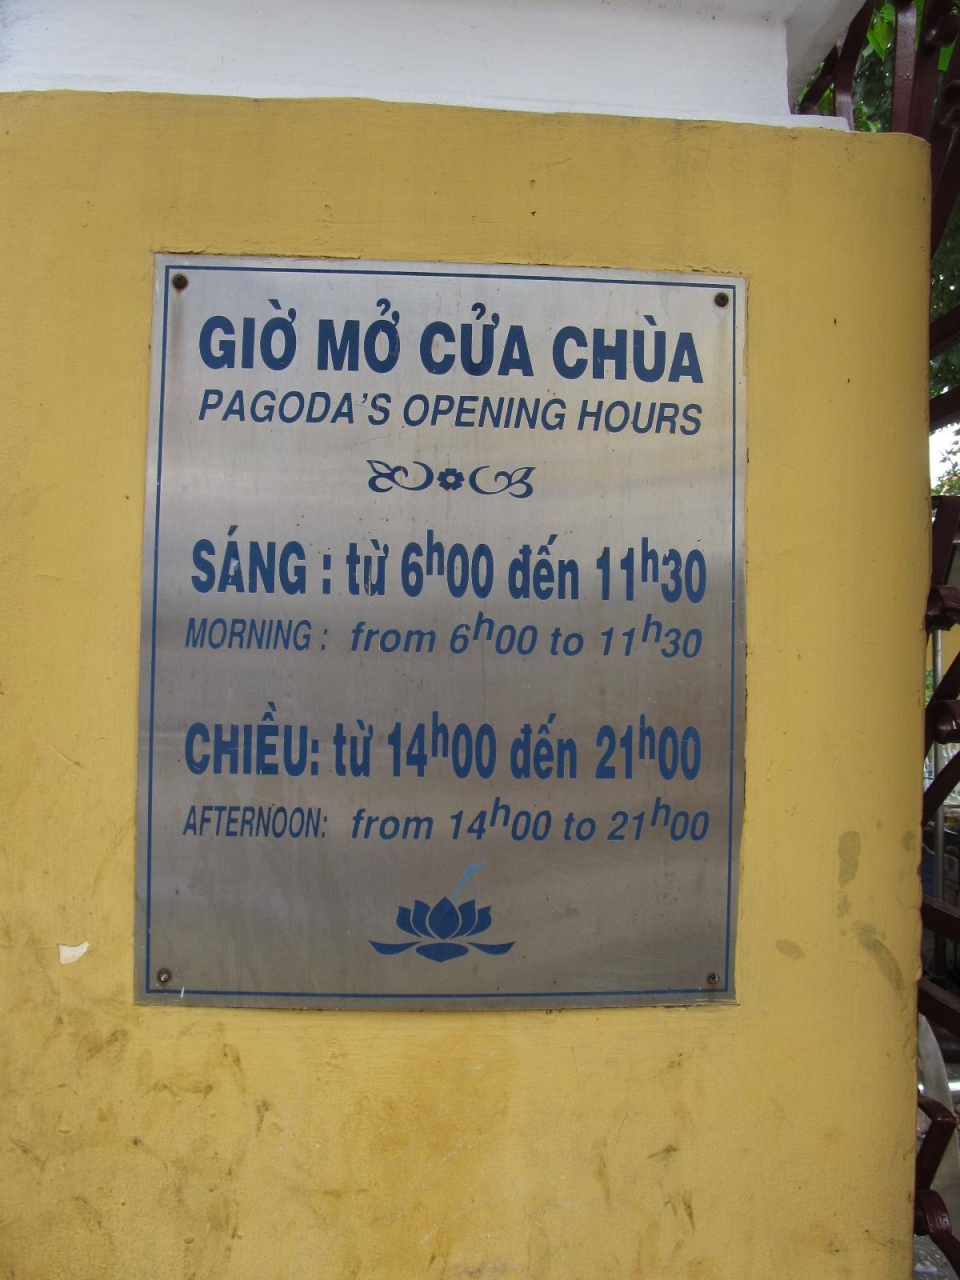 GIỜ MỞ CỬA CHÙA
PAGODA'S OPENING HOURS
SÁNG : từ 6h00 đến 11h30
MORNING : from 6h00 to 11h30
CHIỀU: từ 14h00 đến 21h00
AFTERNOON: from 14h00 to 21h00